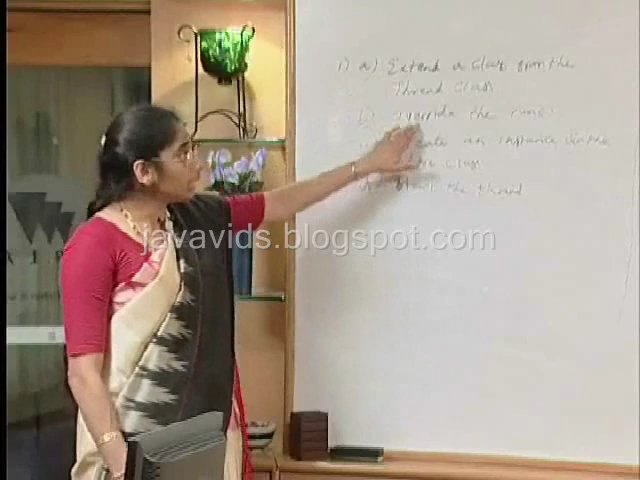 1) a) Extend a class from the
Thread Class
b) Override the run()
an instance of the
Class
the thread
javavids.blogspot.com